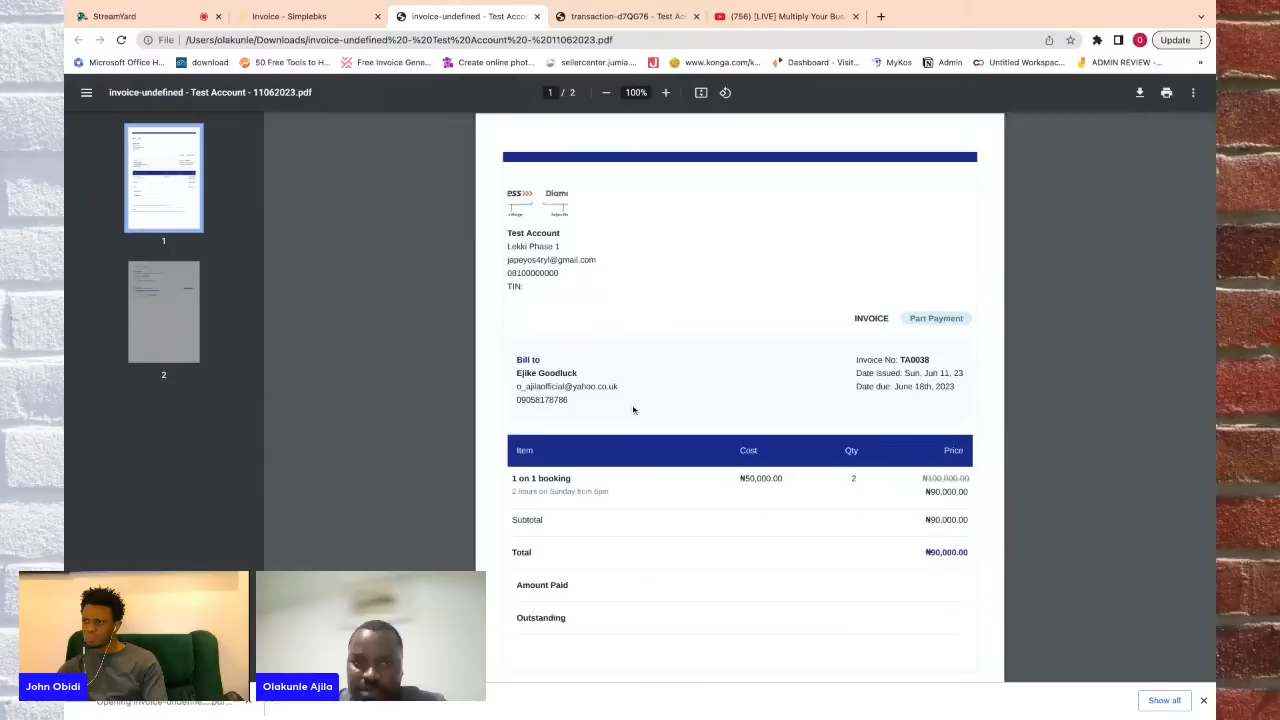 StreamYard
Invoice - Simplebks
invoice-undefined - Test Acco
transaction-d7QG76 - Test Ac
(756) [LIVE] Multiply Your Bus
File
/Users/olakunle/Downloads/invoice-undefined%20-%20Test%20Account%20-%2011062023.pdf
O
Update
Microsoft Office H...
download
50 Free Tools to H...
Free Invoice Gene...
Create online phot...
sellercenter.jumia....
www.konga.com/k...
Dashboard - Visit...
MyKos
Admin
Untitled Workspac...
ADMIN REVIEW -...
»
invoice-undefined - Test Account - 11062023.pdf
1 / 2
100%
1
2
ess
Diam
Test Account
Lekki Phase 1
japeyos4ryl@gmail.com
08100000000
TIN:
INVOICE Part Payment
Bill to
Ejike Goodluck
o_ajilaofficial@yahoo.co.uk
09058178786
Invoice No: TA0038
Date issued: Sun, Jun 11, 23
Date due: June 18th, 2023
Item Cost Qty Price
1 on 1 booking ₦50,000.00 2 ₦100,000.00
2 hours on Sunday from 6pm ₦90,000.00
Subtotal ₦90,000.00
Total ₦90,000.00
Amount Paid
Outstanding
John Obidi
Olakunle Ajila
Show all